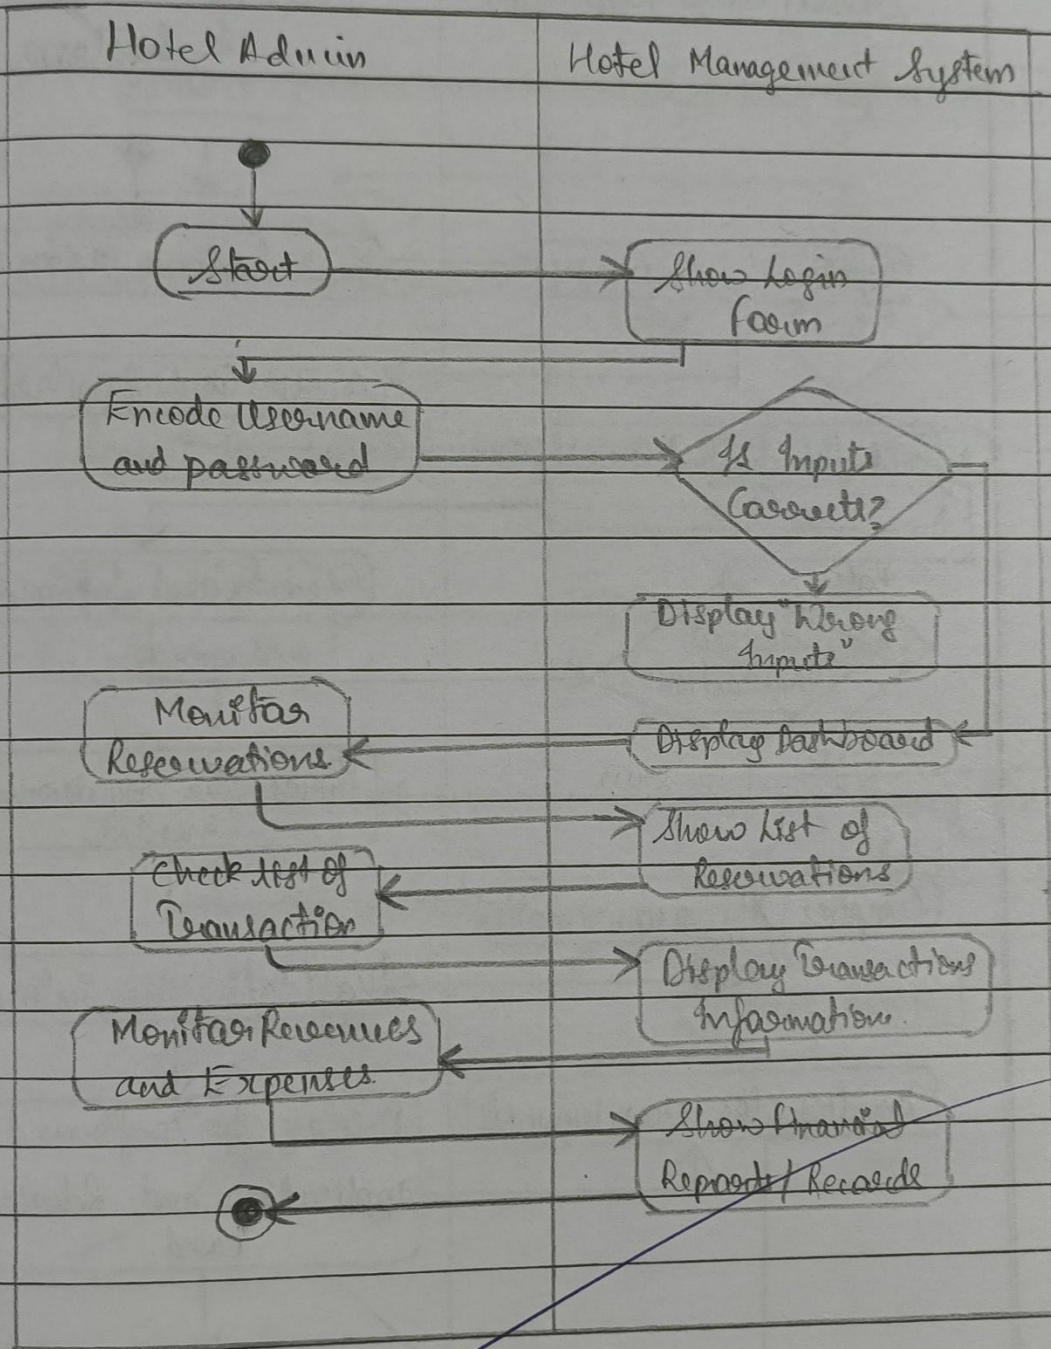 Hotel Admin
Hotel Management System
Start
Show Login
Form
Encode Username
and password
Is Inputs
Correct?
Display "Wrong
Inputs"
Display Dashboard
Monitor
Reservations.
Show List of
Reservations
Check list of
Transaction
Display Transactions
Information.
Monitor Revenues
and Expenses.
Show Financial
Reports/Records